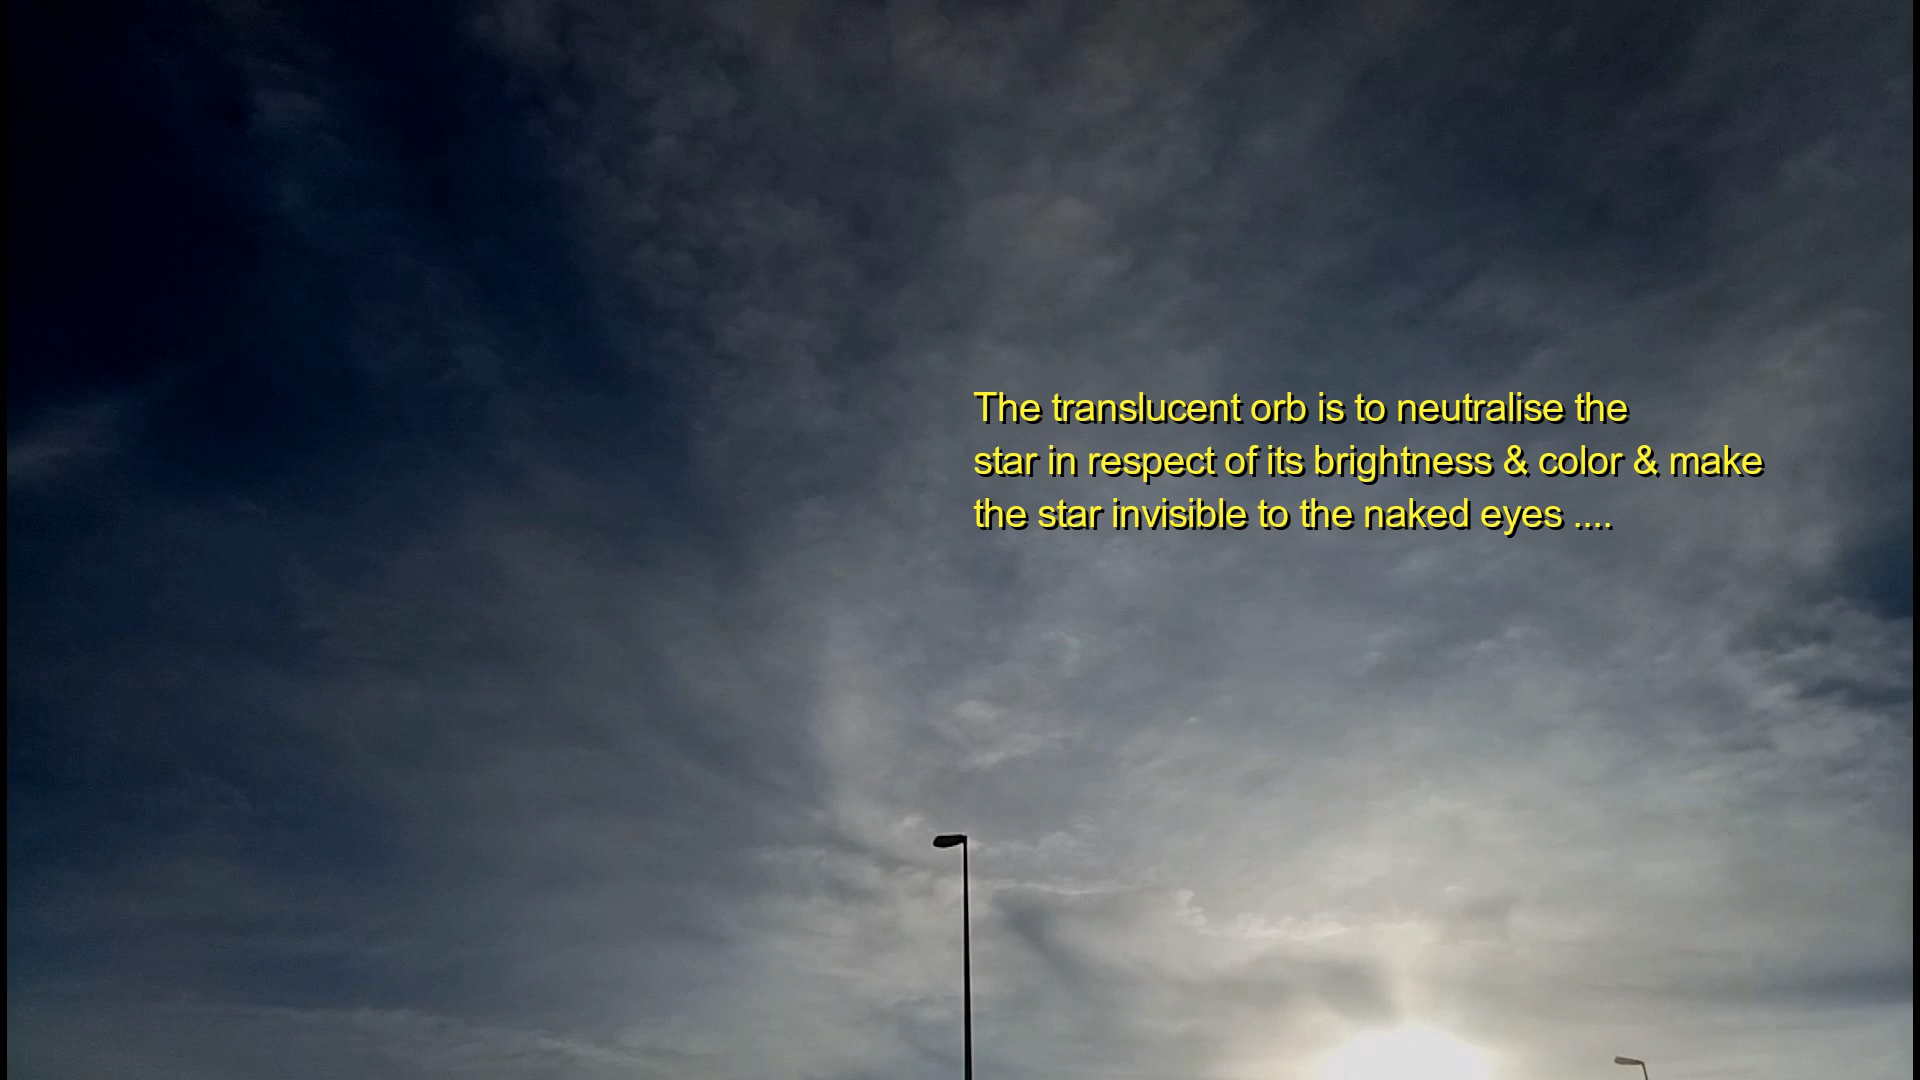 The translucent orb is to neutralise the
star in respect of its brightness & color & make
the star invisible to the naked eyes ....